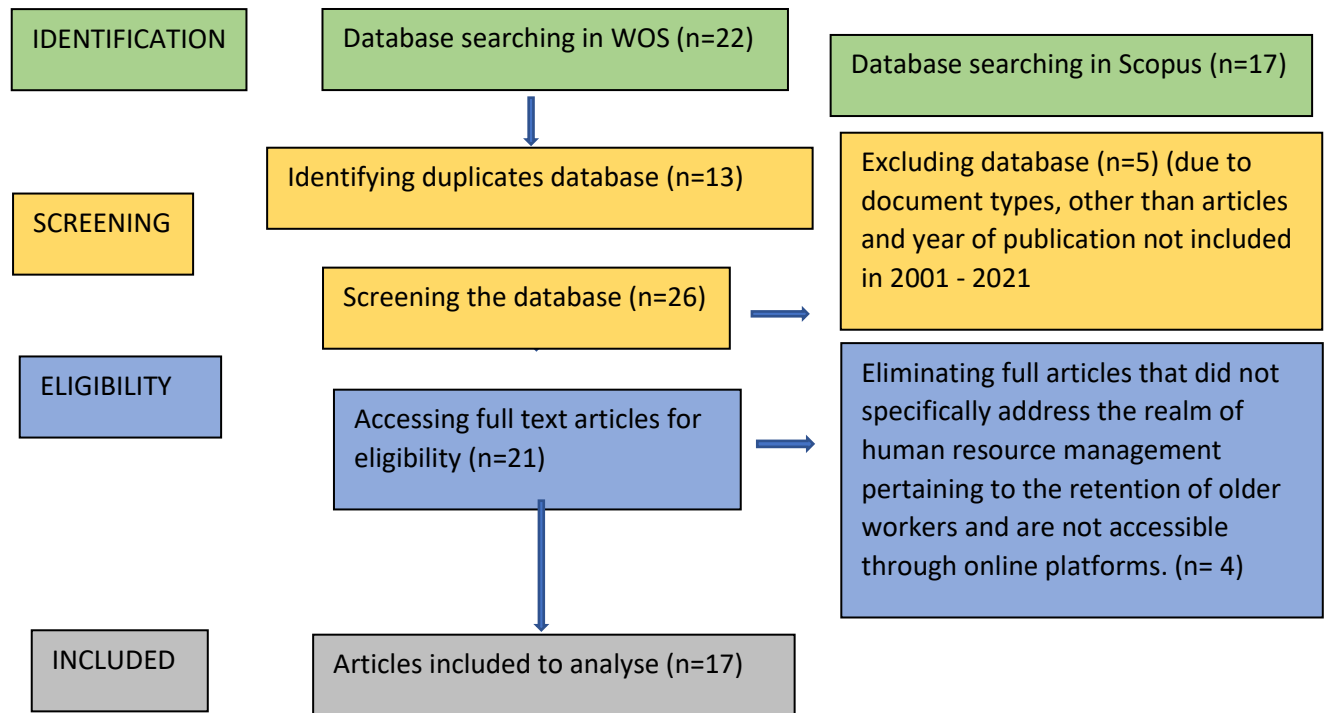 IDENTIFICATION
Database searching in WOS (n=22)
Database searching in Scopus (n=17)
Identifying duplicates database (n=13)
Excluding database (n=5) (due to
document types, other than articles
and year of publication not included
in 2001 - 2021
SCREENING
Screening the database (n=26)
ELIGIBILITY
Accessing full text articles for
eligibility (n=21)
Eliminating full articles that did not
specifically address the realm of
human resource management
pertaining to the retention of older
workers and are not accessible
through online platforms. (n= 4)
INCLUDED
Articles included to analyse (n=17)